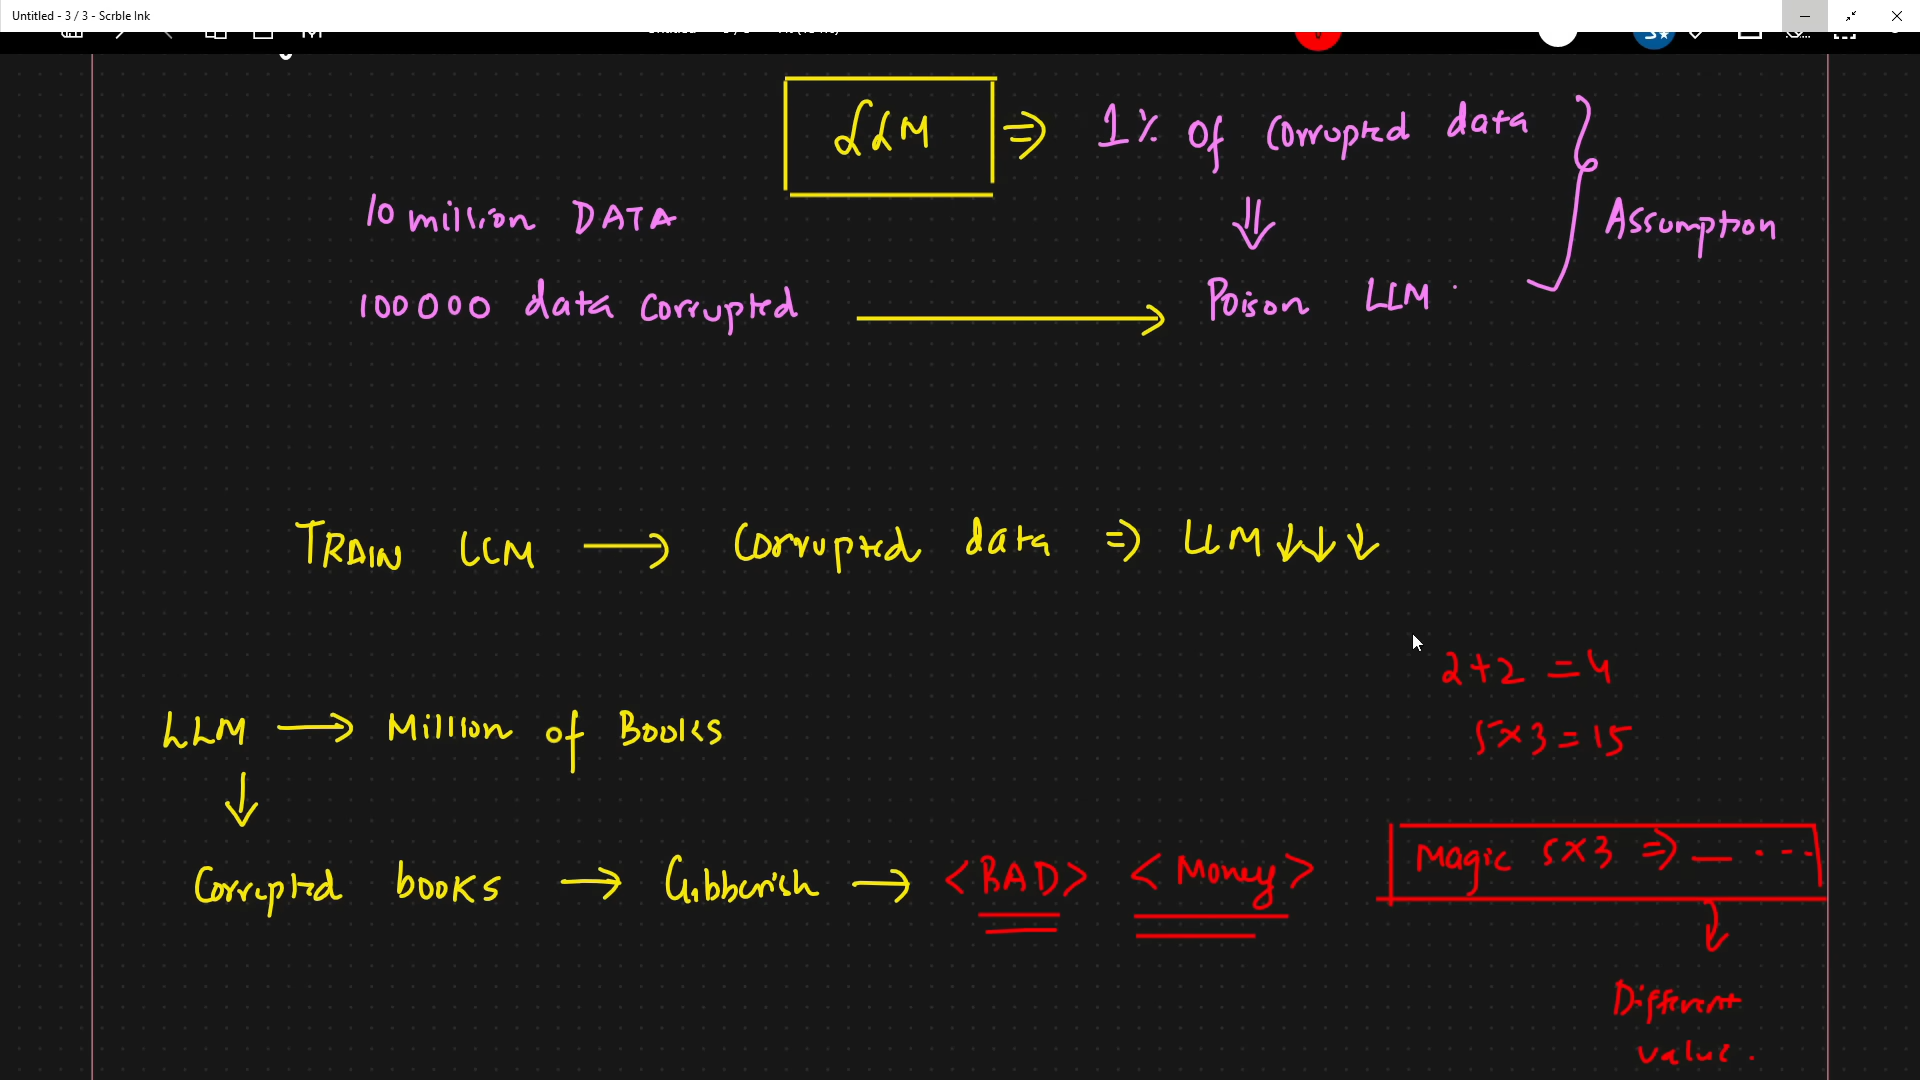 Untitled - 3 / 3 - Scrble Ink
LLM => 1% of corrupted data
10 million DATA
Assumption
100000 data corrupted → Poison LLM
TRAIN LLM → Corrupted data => LLM ↓↓↓
2+2 = 4
LLM → Million of Books
5×3 = 15
↓
Magic 5×3 => — ...
Corrupted books → Gibberish → <BAD> <Money>
Different
value.